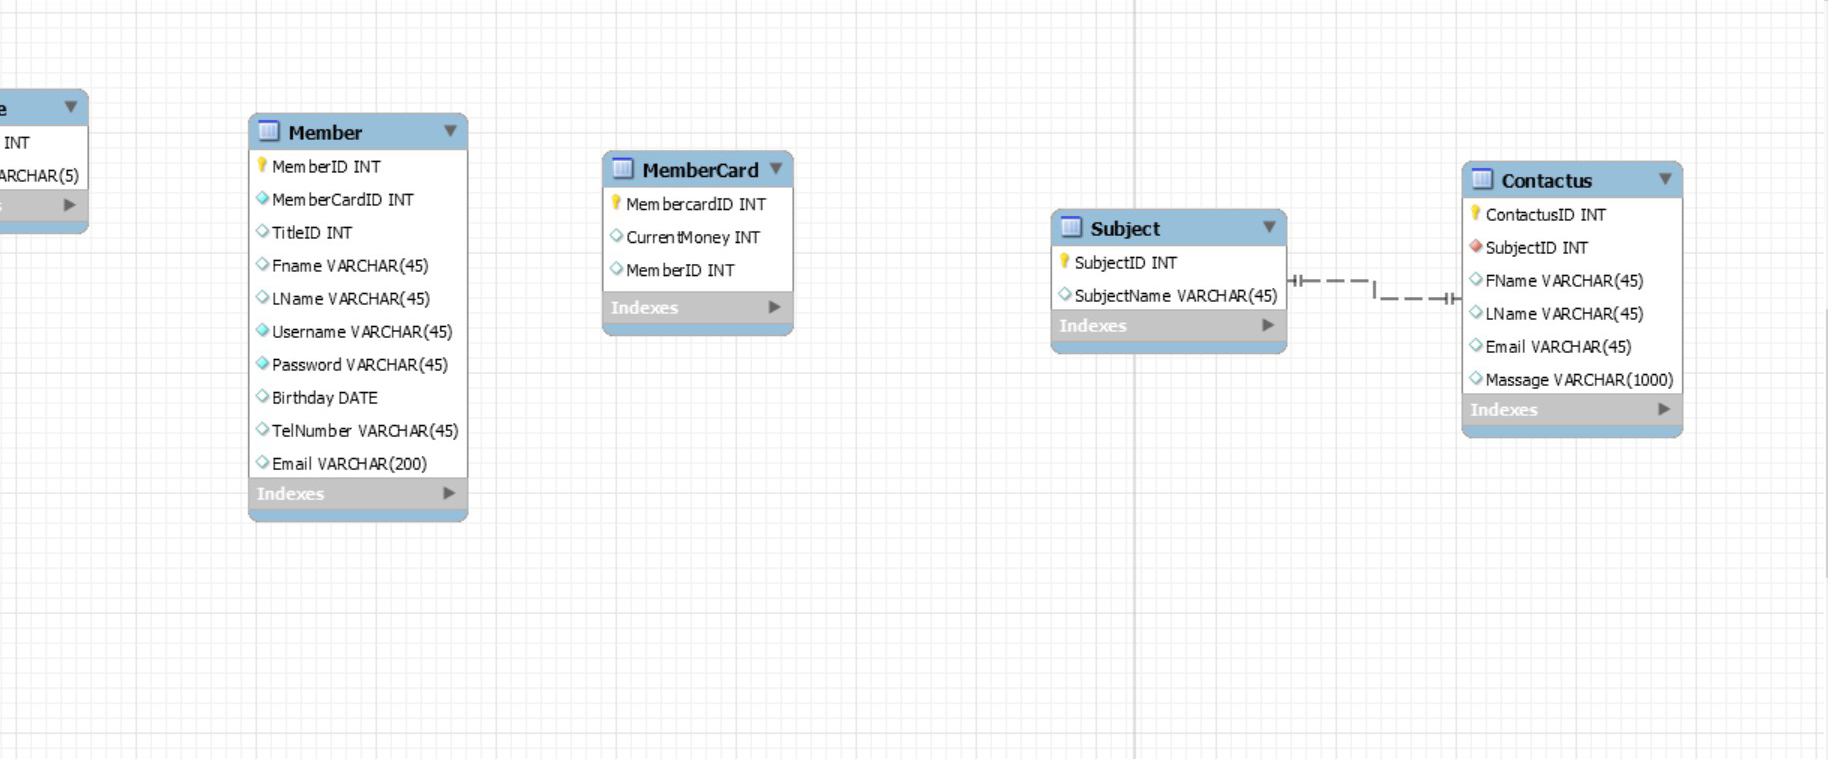 e
INT
ARCHAR(5)
s
Member
MemberID INT
MemberCardID INT
TitleID INT
Fname VARCHAR(45)
LName VARCHAR(45)
Username VARCHAR(45)
Password VARCHAR(45)
Birthday DATE
TelNumber VARCHAR(45)
Email VARCHAR(200)
Indexes
MemberCard
MembercardID INT
CurrentMoney INT
MemberID INT
Indexes
Subject
SubjectID INT
SubjectName VARCHAR(45)
Indexes
Contactus
ContactusID INT
SubjectID INT
FName VARCHAR(45)
LName VARCHAR(45)
Email VARCHAR(45)
Massage VARCHAR(1000)
Indexes